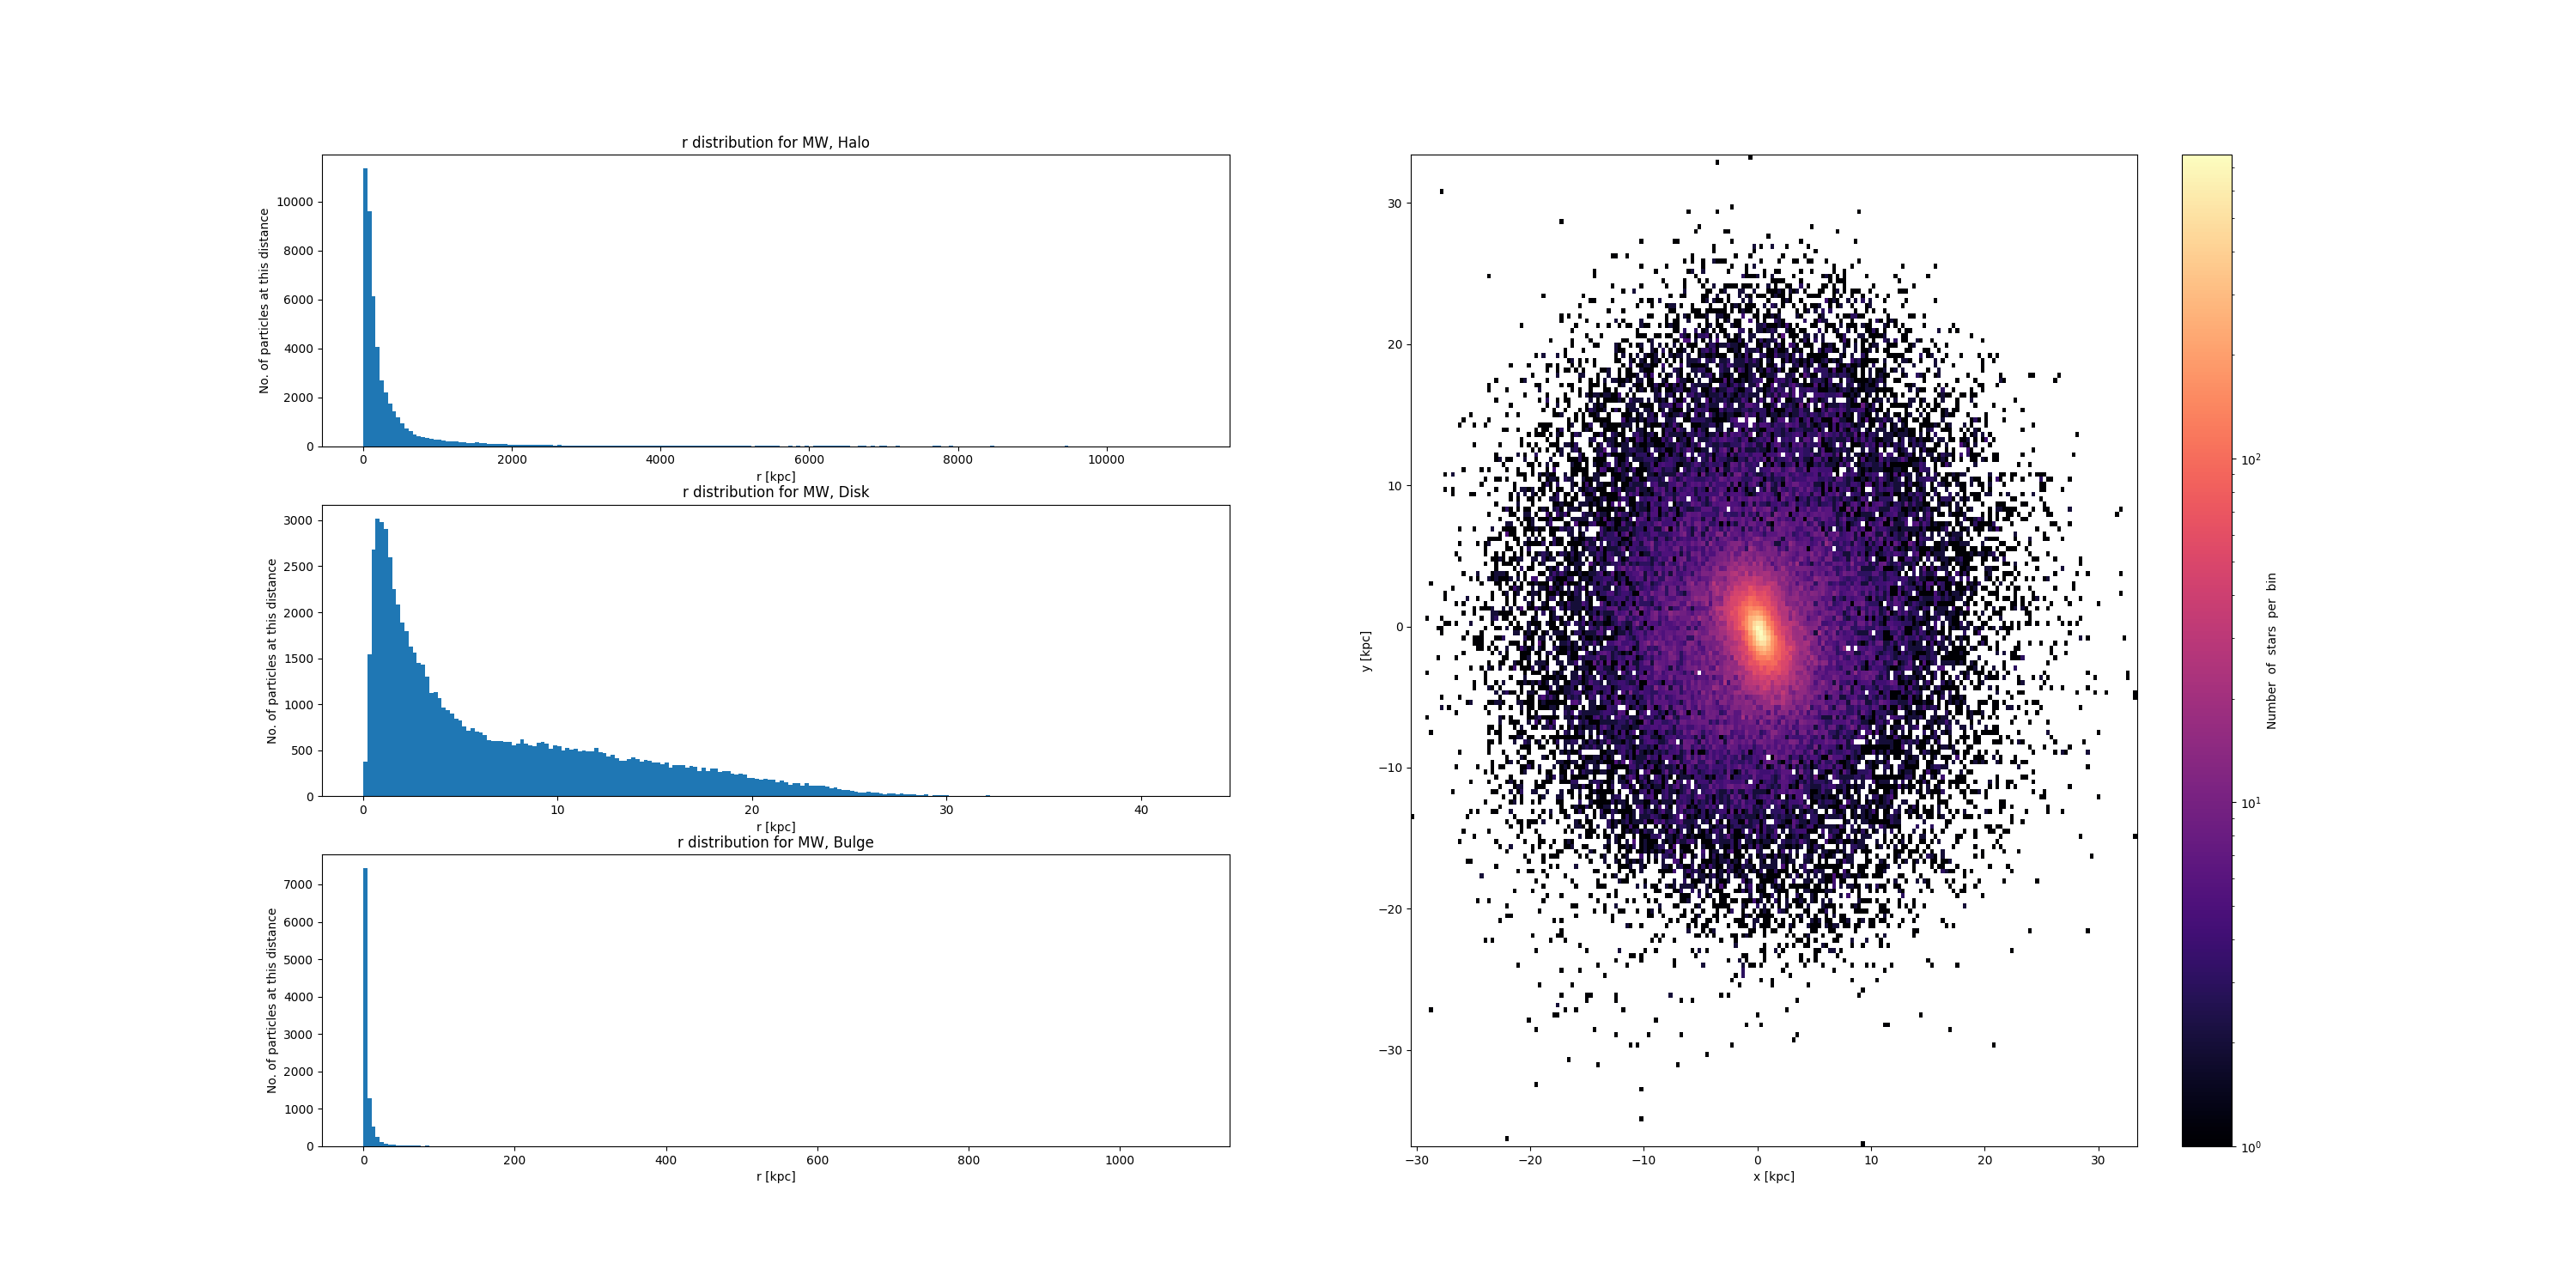 r distribution for MW, Halo
No. of particles at this distance
10000
8000
6000
4000
2000
0
0 2000 4000 6000 8000 10000
r [kpc]
r distribution for MW, Disk
No. of particles at this distance
3000
2500
2000
1500
1000
500
0
0 10 20 30 40
r [kpc]
r distribution for MW, Bulge
No. of particles at this distance
7000
6000
5000
4000
3000
2000
1000
0
0 200 400 600 800 1000
r [kpc]
y [kpc]
30
20
10
0
−10
−20
−30
−30 −20 −10 0 10 20 30
x [kpc]
10²
10¹
10⁰
Number of stars per bin